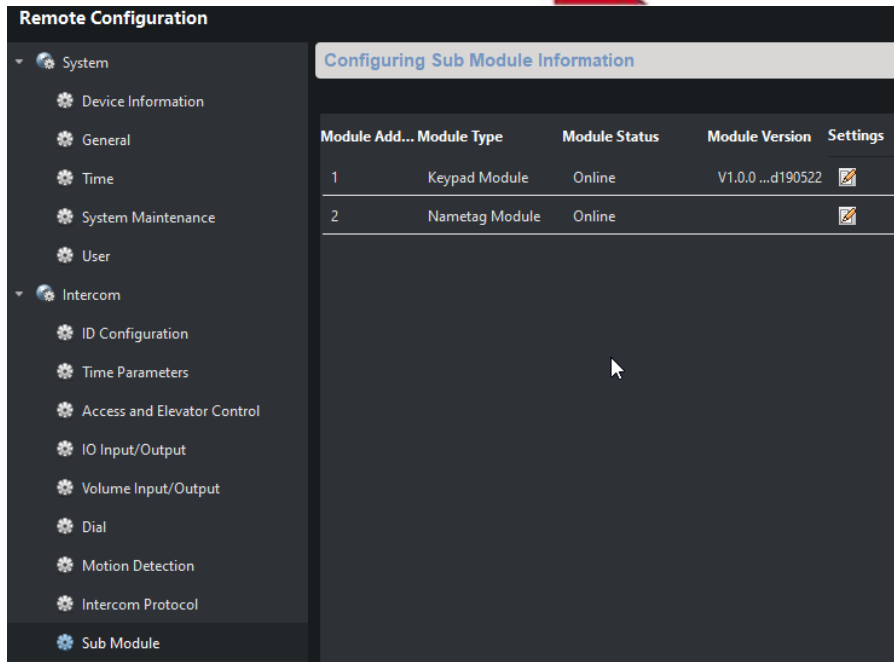 Remote Configuration
System
Device Information
General
Time
System Maintenance
User
Intercom
ID Configuration
Time Parameters
Access and Elevator Control
IO Input/Output
Volume Input/Output
Dial
Motion Detection
Intercom Protocol
Sub Module
Configuring Sub Module Information
Module Add... Module Type Module Status Module Version Settings
1 Keypad Module Online V1.0.0 ...d190522
2 Nametag Module Online